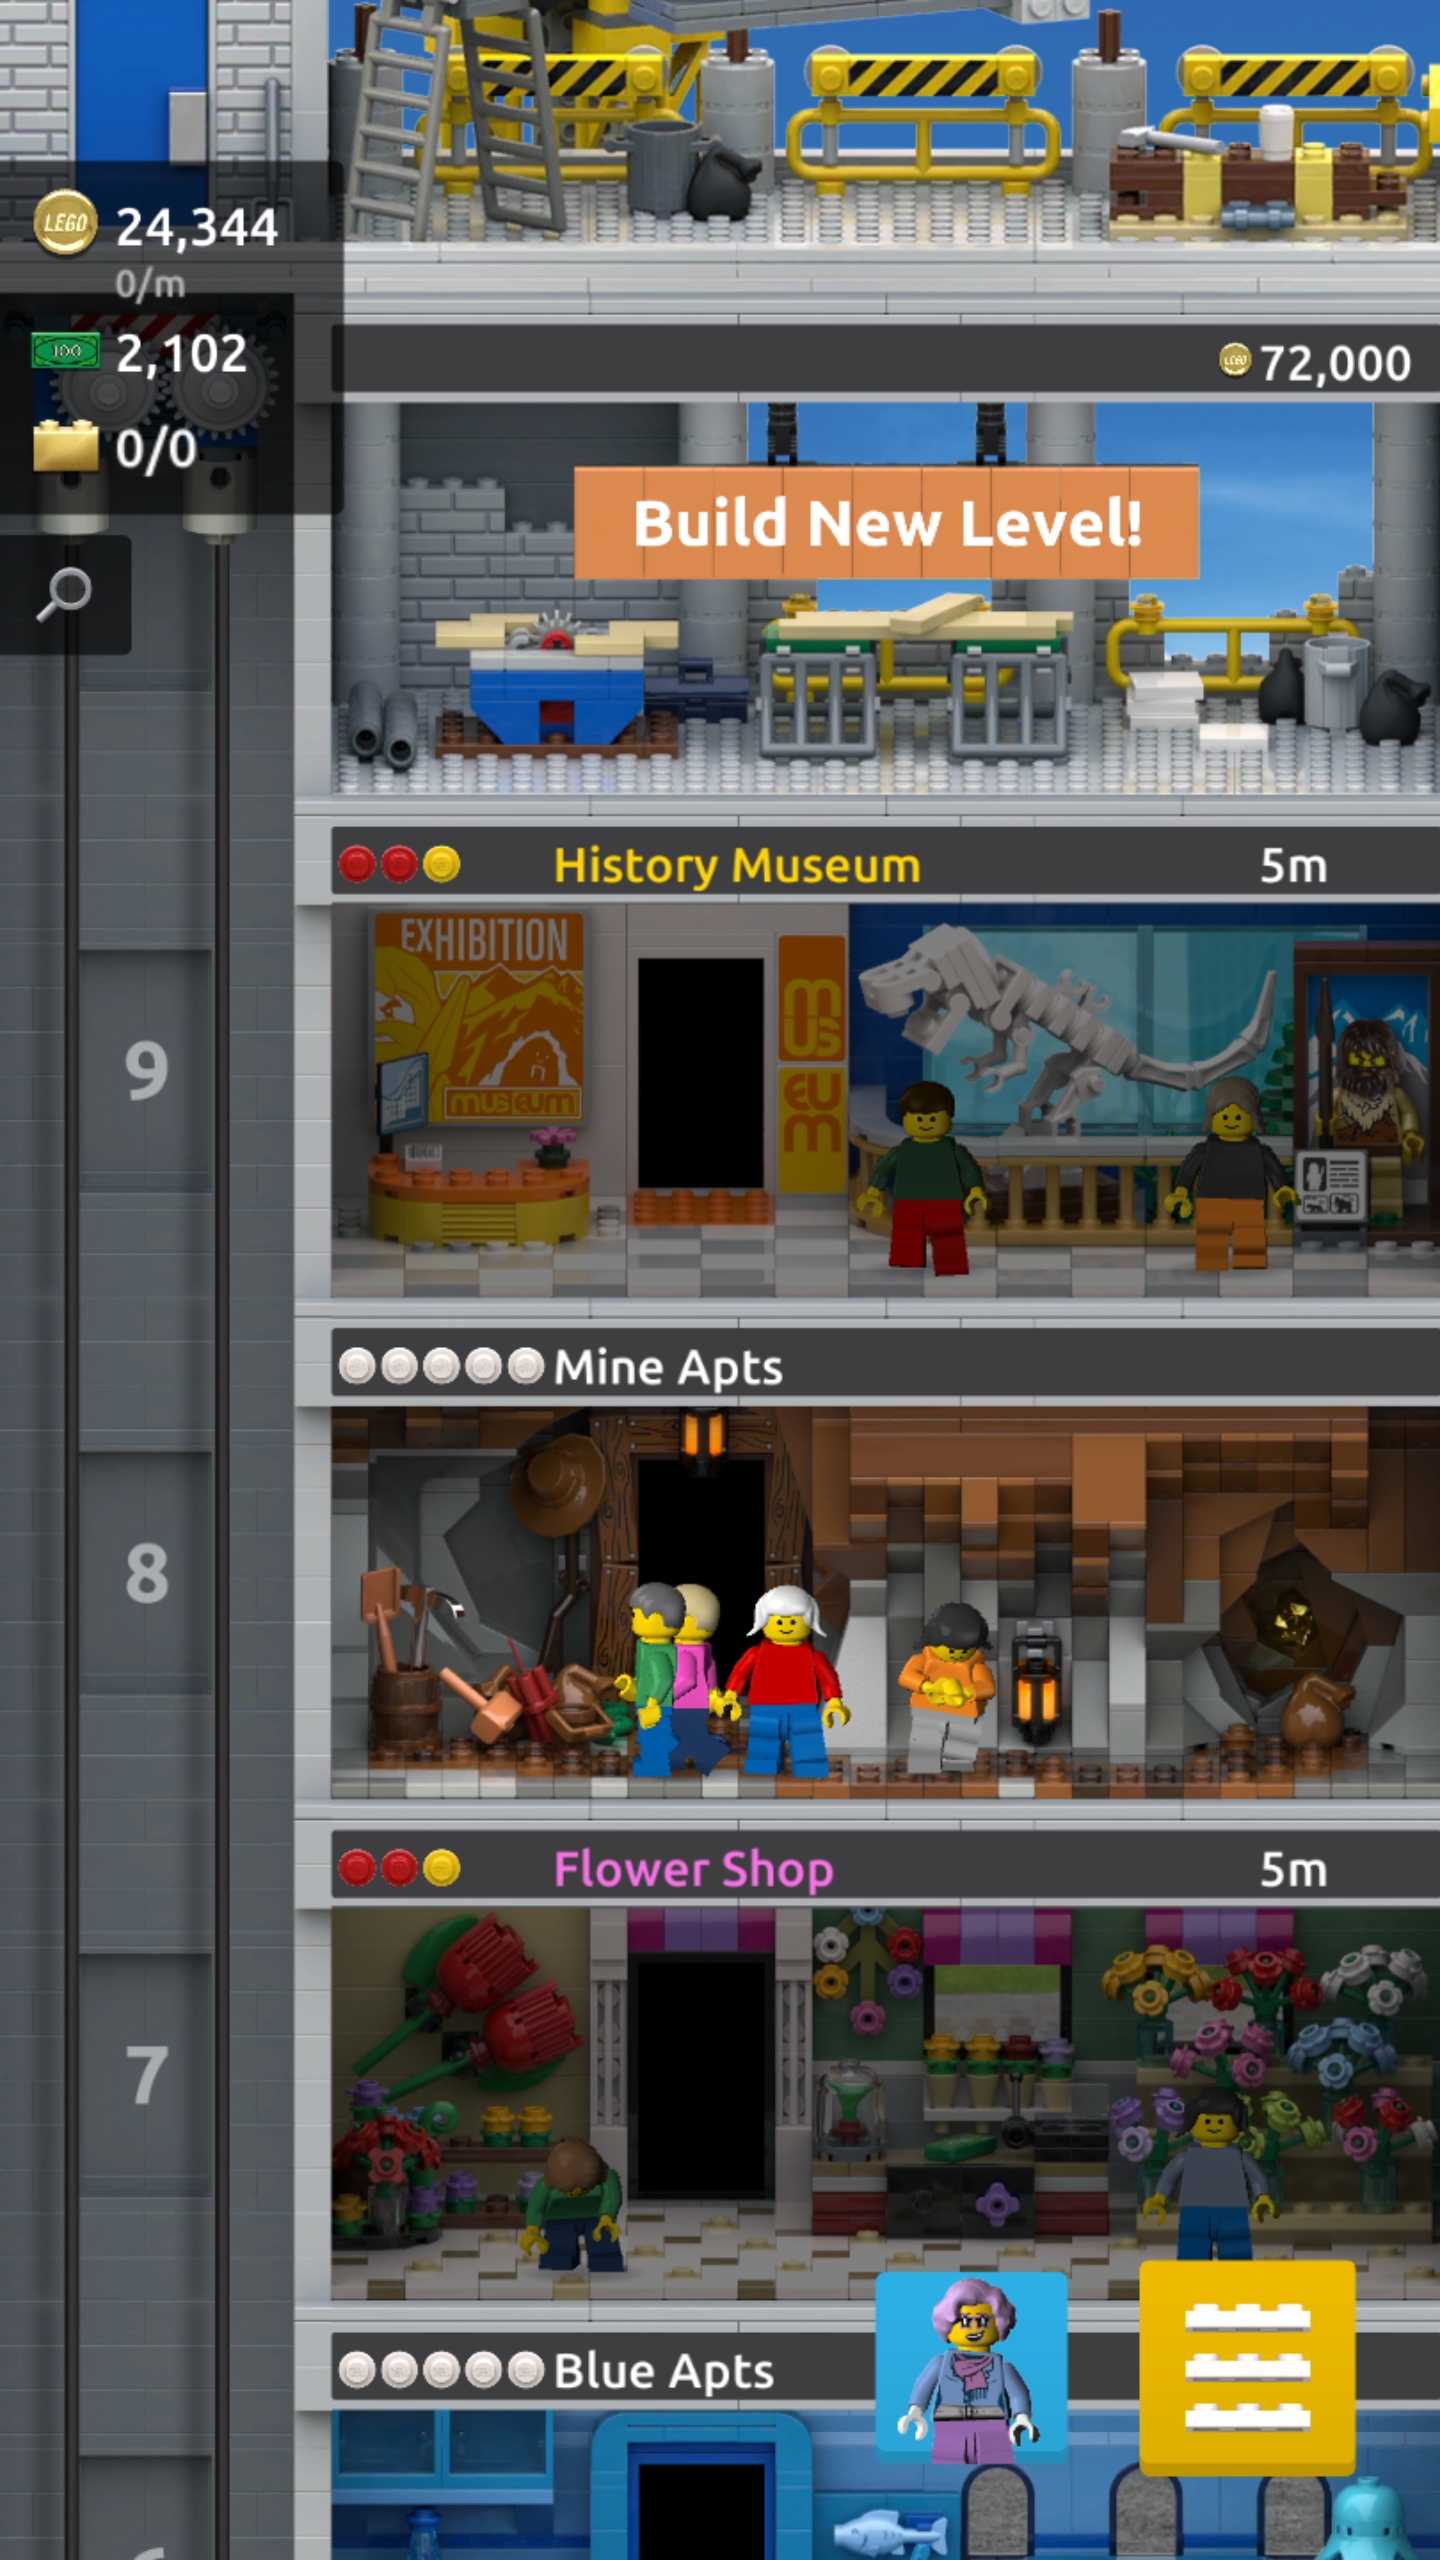 LEGO 24,344
0/m
100 2,102
72,000
0/0
Build New Level!
History Museum 5m
EXHIBITION
museum
mus
eum
9
Mine Apts
8
Flower Shop 5m
7
Blue Apts